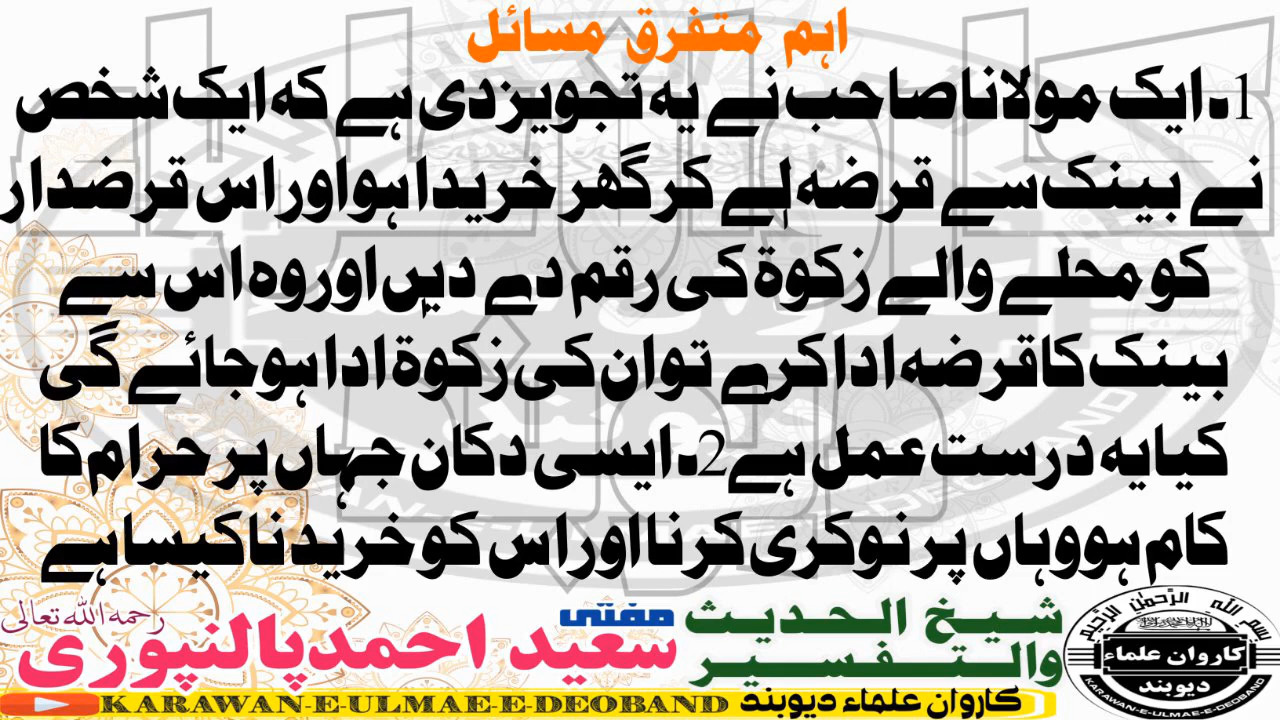 اہم متفرق مسائل
1۔ ایک مولانا صاحب نے یہ تجویز دی ہے کہ ایک شخص
نے بینک سے قرضہ لے کر گھر خریدا ہو اور اس قرضدار
کو محلے والے زکوۃ کی رقم دے دیں اور وہ اس سے
بینک کا قرضہ ادا کرے تو ان کی زکوۃ ادا ہو جائے گی
کیا یہ درست عمل ہے 2۔ ایسی دکان جہاں پر حرام کا
کام ہو وہاں پر نوکری کرنا اور اس کو خریدنا کیسا ہے
شیخ الحدیث
والتفسیر
مفتی
سعید احمد پالنپوری
رحمہ اللہ تعالی
بسم اللہ الرحمن الرحیم
کاروان علماء
دیوبند
KARAWAN-E-ULMAE-E-DEOBAND
کاروان علماء دیوبند
KARAWAN-E-ULMAE-E-DEOBAND